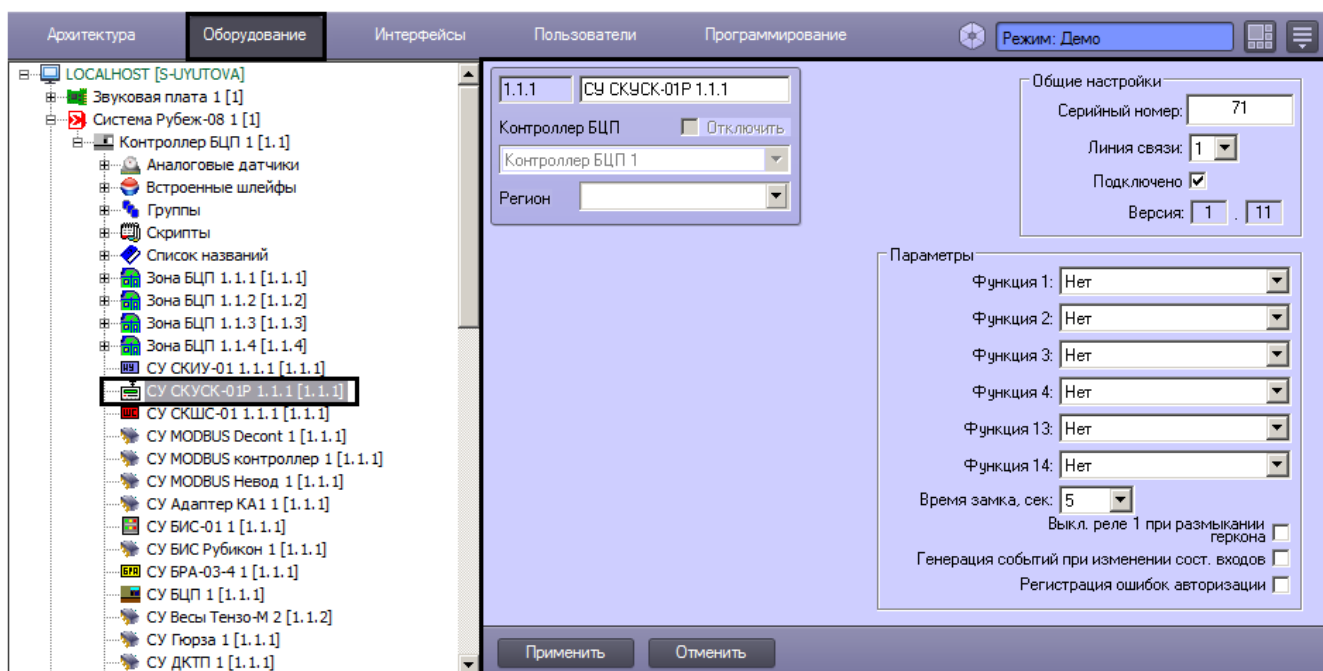 Архитектура Оборудование Интерфейсы Пользователи Программирование Режим: Демо
LOCALHOST [S-UYUTOVA]
Звуковая плата 1 [1]
Система Рубеж-08 1 [1]
Контроллер БЦП 1 [1.1]
Аналоговые датчики
Встроенные шлейфы
Группы
Скрипты
Список названий
Зона БЦП 1.1.1 [1.1.1]
Зона БЦП 1.1.2 [1.1.2]
Зона БЦП 1.1.3 [1.1.3]
Зона БЦП 1.1.4 [1.1.4]
СУ СКИУ-01 1.1.1 [1.1.1]
СУ СКУСК-01Р 1.1.1 [1.1.1]
СУ СКШС-01 1.1.1 [1.1.1]
СУ MODBUS Decont 1 [1.1.1]
СУ MODBUS контроллер 1 [1.1.1]
СУ MODBUS Невод 1 [1.1.1]
СУ Адаптер КА1 1 [1.1.1]
СУ БИС-01 1 [1.1.1]
СУ БИС Рубикон 1 [1.1.1]
СУ БРА-03-4 1 [1.1.1]
СУ БЦП 1 [1.1.1]
СУ Весы Тензо-М 2 [1.1.2]
СУ Гюрза 1 [1.1.1]
СУ ДКТП 1 [1.1.1]
1.1.1 СУ СКУСК-01Р 1.1.1
Контроллер БЦП Отключить
Контроллер БЦП 1
Регион
Общие настройки
Серийный номер: 71
Линия связи: 1
Подключено
Версия: 1 . 11
Параметры
Функция 1: Нет
Функция 2: Нет
Функция 3: Нет
Функция 4: Нет
Функция 13: Нет
Функция 14: Нет
Время замка, сек: 5
Выкл. реле 1 при размыкании
геркона
Генерация событий при изменении сост. входов
Регистрация ошибок авторизации
Применить Отменить